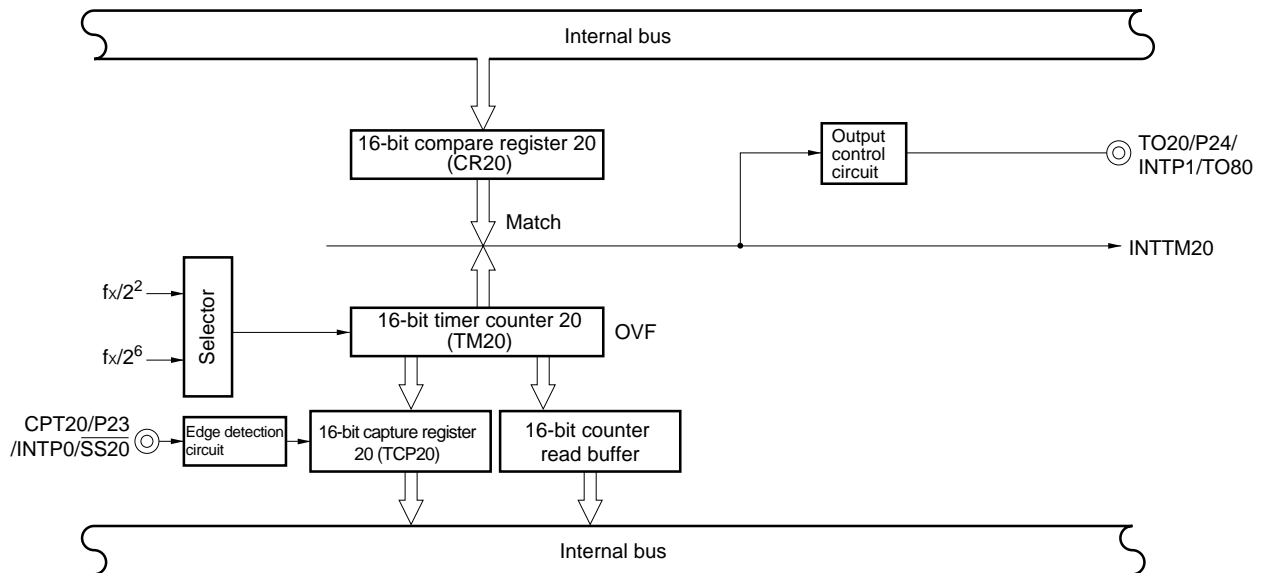 Internal bus
16-bit compare register 20
(CR20)
Output
control
circuit
TO20/P24/
INTP1/TO80
Match
INTTM20
fX/2²
Selector
fX/2⁶
16-bit timer counter 20
(TM20)
OVF
CPT20/P23
/INTP0/S̅S̅2̅0̅
Edge detection
circuit
16-bit capture register
20 (TCP20)
16-bit counter
read buffer
Internal bus